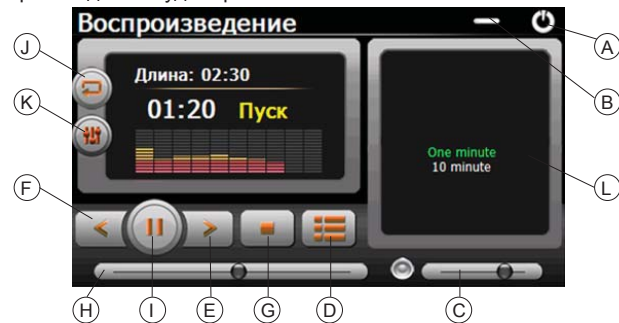 Воспроизведение
Длина: 02:30
01:20 Пуск
One minute
10 minute
A
B
C
D
E
F
G
H
I
J
K
L